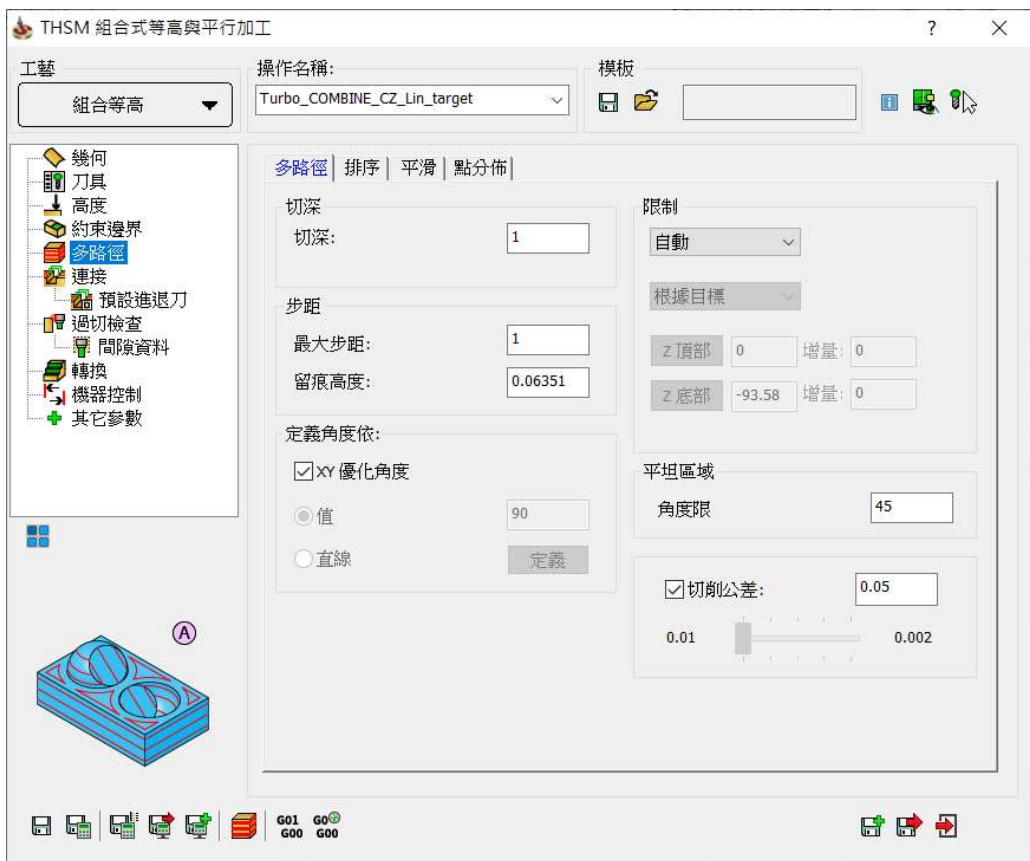 THSM 組合式等高與平行加工 ? ✕
工藝 操作名稱: 模板
組合等高 Turbo_COMBINE_CZ_Lin_target
幾何
刀具
高度
約束邊界
多路徑
連接
預設進退刀
過切檢查
間隙資料
轉換
機器控制
其它參數
A
多路徑 排序 平滑 點分佈
切深
切深: 1
步距
最大步距: 1
留痕高度: 0.06351
定義角度依:
XY 優化角度
值 90
直線 定義
限制
自動
根據目標
Z 頂部 0 增量: 0
Z 底部 -93.58 增量: 0
平坦區域
角度限 45
切削公差: 0.05
0.01 0.002
G01 G0
G00 G00